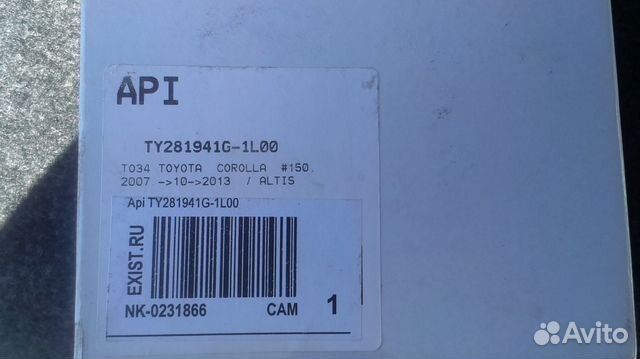 API
TY281941G-1L00
TO34 TOYOTA COROLLA #150.
2007 ->10->2013 / ALTIS
Api TY281941G-1L00
EXIST.RU
NK-0231866 CAM 1
Avito